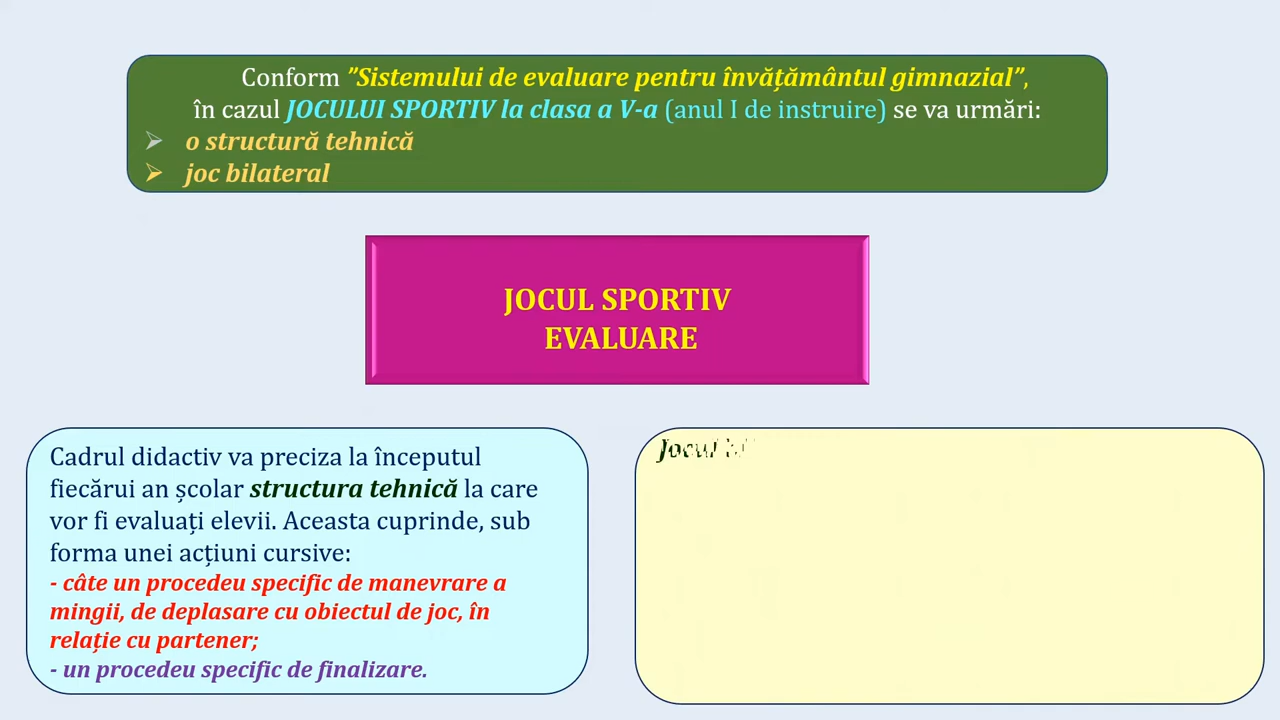 Conform ”Sistemului de evaluare pentru învățământul gimnazial”,
în cazul JOCULUI SPORTIV la clasa a V-a (anul I de instruire) se va urmări:
➢ o structură tehnică
➢ joc bilateral
JOCUL SPORTIV
EVALUARE
Cadrul didactiv va preciza la începutul
fiecărui an școlar structura tehnică la care
vor fi evaluați elevii. Aceasta cuprinde, sub
forma unei acțiuni cursive:
- câte un procedeu specific de manevrare a
mingii, de deplasare cu obiectul de joc, în
relație cu partener;
- un procedeu specific de finalizare.
Jocul